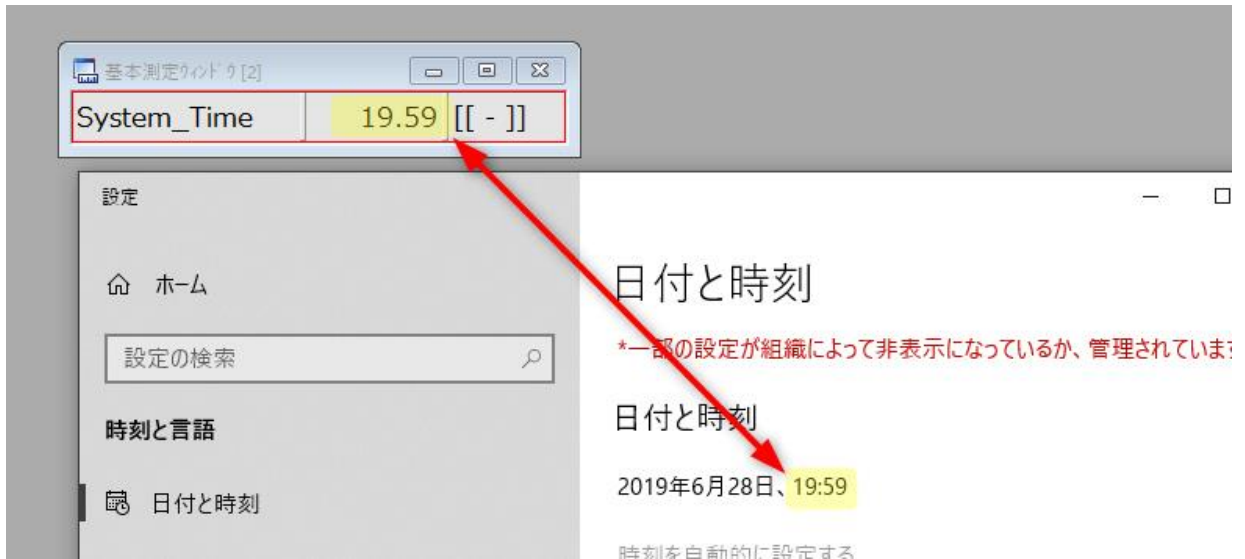 基本測定ｳｨﾝﾄﾞｳ [2]
System_Time 19.59 [[ - ]]
設定
ホーム
設定の検索
時刻と言語
日付と時刻
日付と時刻
*一部の設定が組織によって非表示になっているか、管理されています
日付と時刻
2019年6月28日、19:59
時刻を自動的に設定する